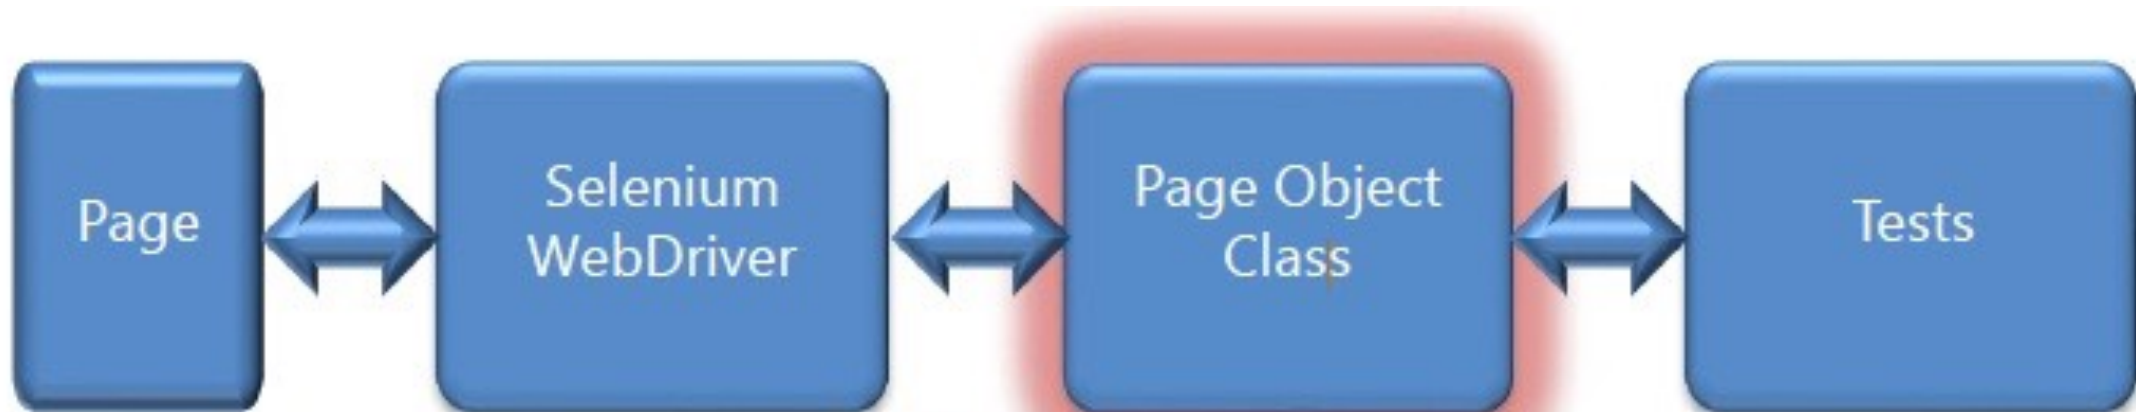 Page
Selenium
WebDriver
Page Object
Class
Tests